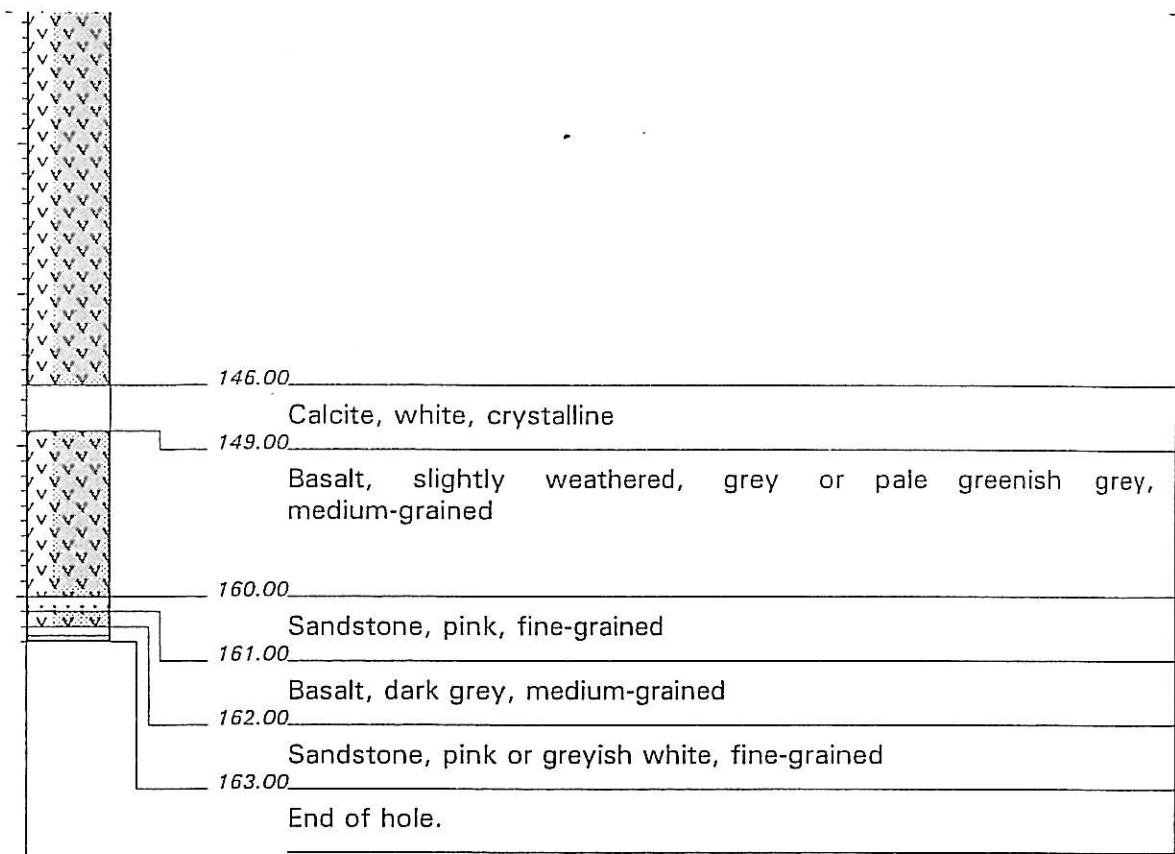 146.00
Calcite, white, crystalline
149.00
Basalt, slightly weathered, grey or pale greenish grey,
medium-grained
160.00
Sandstone, pink, fine-grained
161.00
Basalt, dark grey, medium-grained
162.00
Sandstone, pink or greyish white, fine-grained
163.00
End of hole.